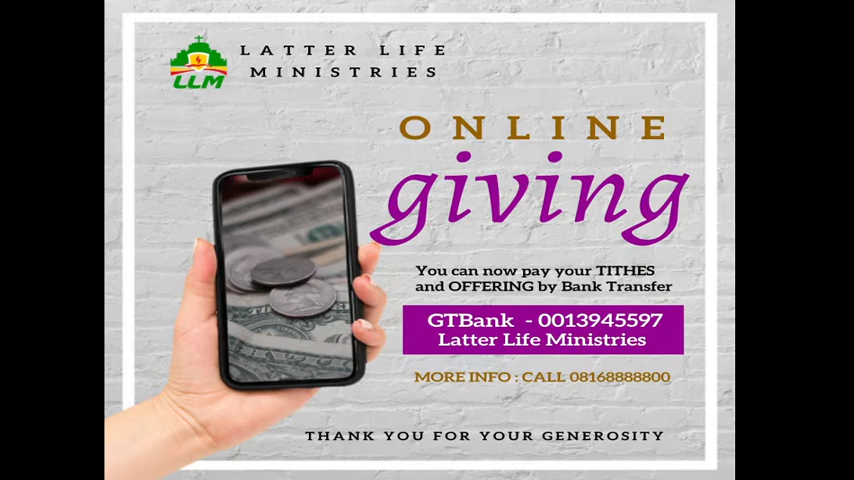 LATTER LIFE
MINISTRIES
LLM
ONLINE
giving
You can now pay your TITHES
and OFFERING by Bank Transfer
GTBank - 0013945597
Latter Life Ministries
MORE INFO : CALL 08168888800
THANK YOU FOR YOUR GENEROSITY